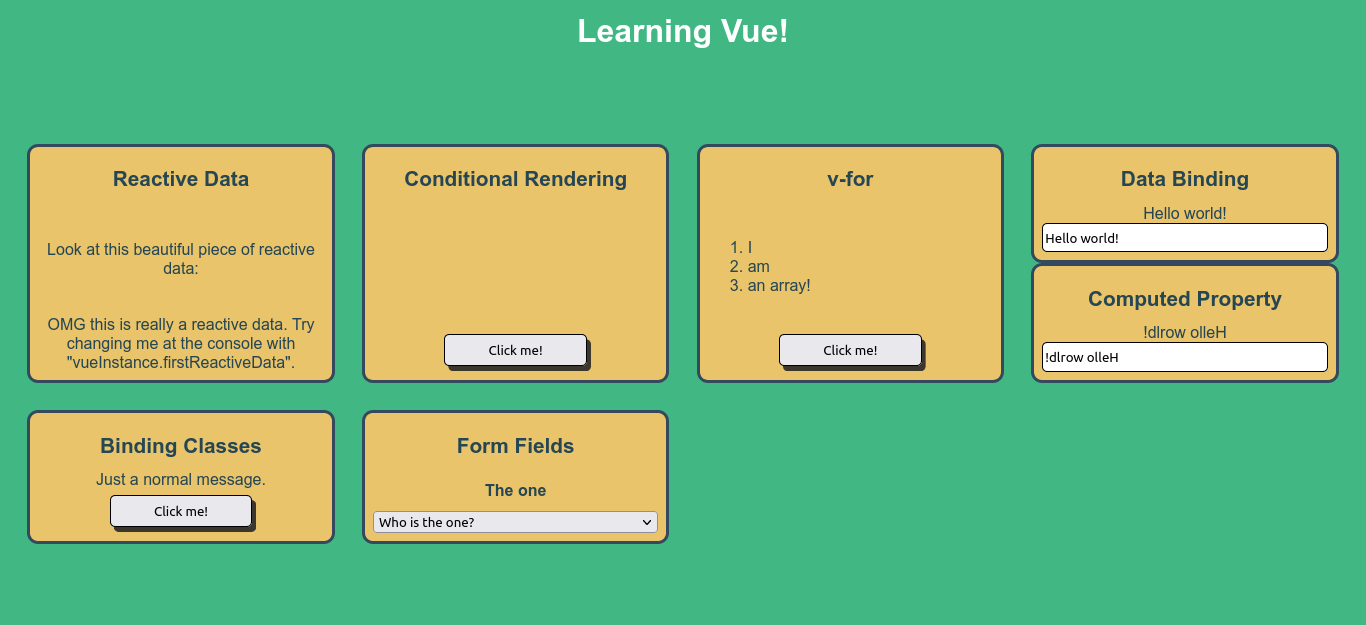 Learning Vue!
Reactive Data
Look at this beautiful piece of reactive
data:
OMG this is really a reactive data. Try
changing me at the console with
"vueInstance.firstReactiveData".
Conditional Rendering
Click me!
v-for
1. I
2. am
3. an array!
Click me!
Data Binding
Hello world!
Hello world!
Computed Property
!dlrow olleH
!dlrow olleH
Binding Classes
Just a normal message.
Click me!
Form Fields
The one
Who is the one?